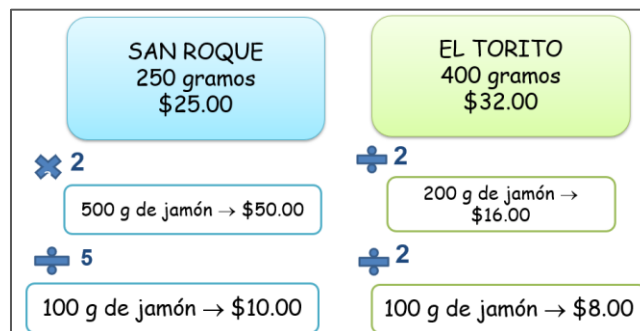 SAN ROQUE
250 gramos
$25.00
2
500 g de jamón → $50.00
5
100 g de jamón → $10.00
EL TORITO
400 gramos
$32.00
2
200 g de jamón →
$16.00
2
100 g de jamón → $8.00